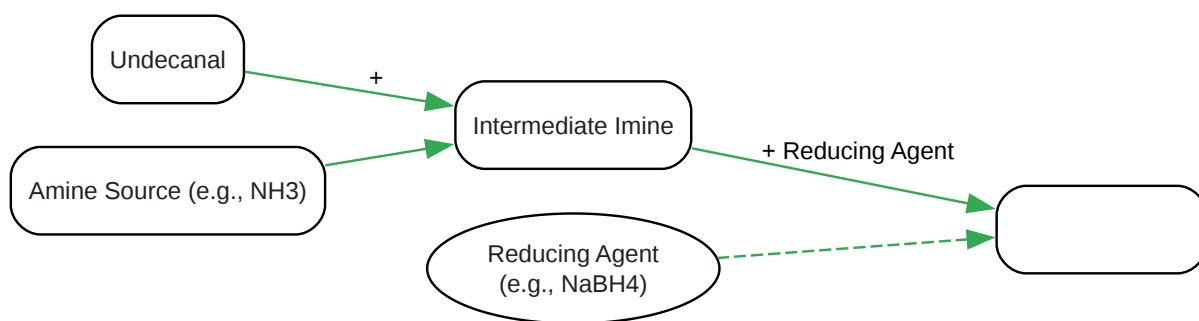 Undecanal
+
Intermediate Imine
+ Reducing Agent
Amine Source (e.g., NH3)
Reducing Agent
(e.g., NaBH4)